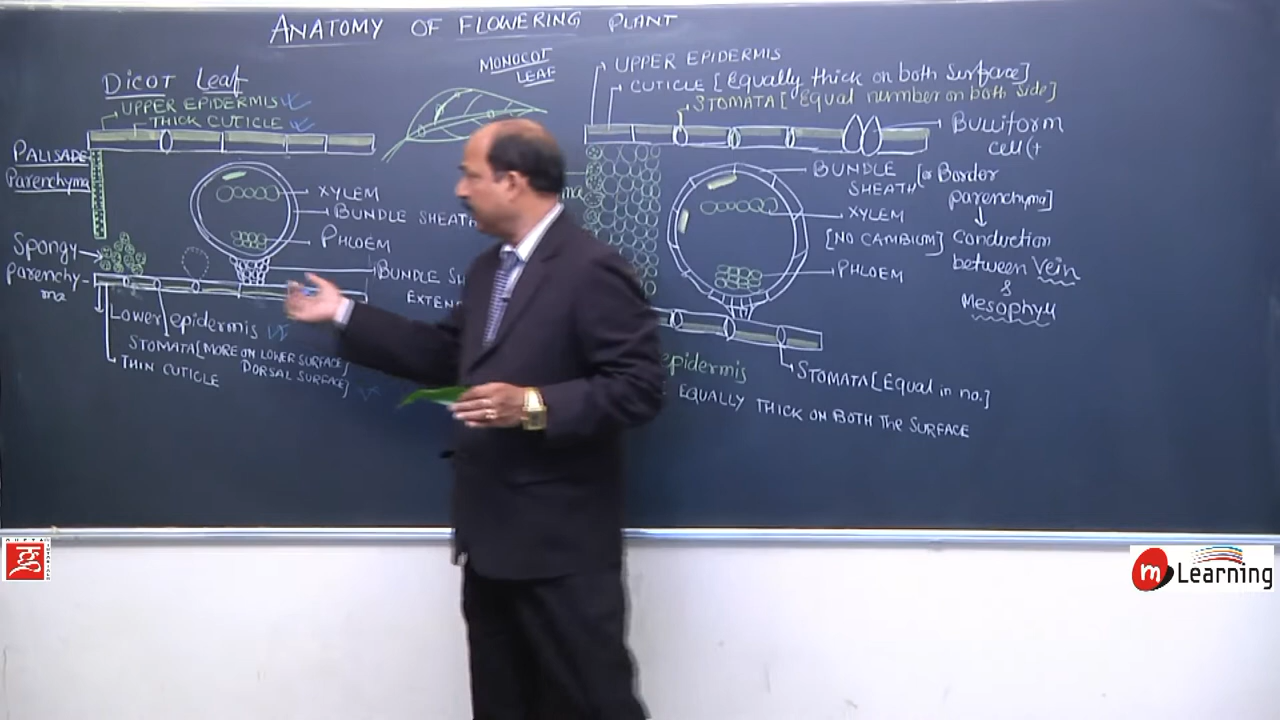 ANATOMY OF FLOWERING PLANT
DICOT Leaf
UPPER EPIDERMIS
THICK CUTICLE
PALISADE
Parenchyma
XYLEM
BUNDLE SHEATH
PHLOEM
Spongy
parenchy-
ma
BUNDLE
Lower epidermis
STOMATA[MORE ON LOWER SURFACE
DORSAL SURFACE]
THIN CUTICLE
MONOCOT
LEAF
UPPER EPIDERMIS
CUTICLE [Equally thick on both Surface]
STOMATA [Equal number on both side]
Bulliform
cell(+
BUNDLE
SHEATH [or Border
parenchyma]
XYLEM
[NO CAMBIUM]
Conduction
between Vein
&
Mesophyll
PHLOEM
epidermis
STOMATA [Equal in no.]
EQUALLY THICK ON BOTH The SURFACE
m Learning